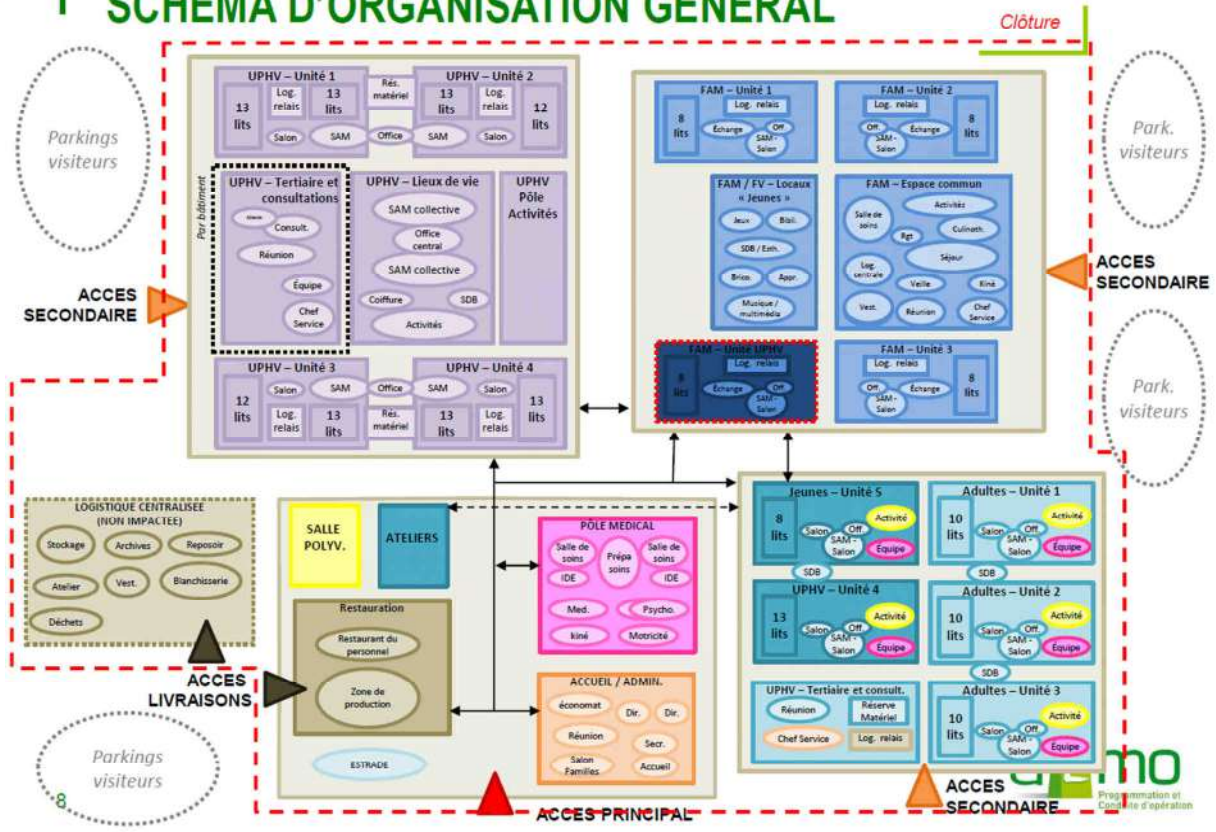 SCHÉMA D'ORGANISATION GÉNÉRAL
Clôture
Parkings
visiteurs
Park.
visiteurs
Park.
visiteurs
Parkings
visiteurs
ACCES
SECONDAIRE
ACCES
SECONDAIRE
ACCES
SECONDAIRE
ACCES
LIVRAISONS
ACCES PRINCIPAL
Par bâtiment
UPHV – Unité 1
13
lits
Log.
relais
13
lits
Salon
SAM
Rés.
matériel
Office
UPHV – Unité 2
13
lits
Log.
relais
12
lits
SAM
Salon
UPHV – Tertiaire et
consultations
Consult.
Réunion
Équipe
Chef
Service
UPHV – Lieux de vie
SAM collective
Office
central
SAM collective
Coiffure
SDB
Activités
UPHV
Pôle
Activités
UPHV – Unité 3
12
lits
Salon
SAM
Log.
relais
13
lits
Office
Rés.
matériel
UPHV – Unité 4
SAM
Salon
13
lits
Log.
relais
13
lits
FAM – Unité 1
8
lits
Log. relais
Échange
Off
SAM -
Salon
FAM – Unité 2
Log. relais
Off.
Échange
SAM -
Salon
8
lits
FAM / FV – Locaux
« Jeunes »
Jeux
Bibli.
SDB / Esth.
Brico.
Appr.
Musique /
multimédia
FAM – Espace commun
Salle de
soins
Activités
Rgt
Culinoth.
Séjour
Log.
centrale
Veille
Kiné
Vest.
Réunion
Chef
Service
FAM – Unité UPHV
8
lits
Log. relais
Échange
Off
SAM -
Salon
FAM – Unité 3
Log. relais
Off.
Échange
SAM -
Salon
8
lits
LOGISTIQUE CENTRALISEE
(NON IMPACTEE)
Stockage
Archives
Reposoir
Atelier
Vest.
Blanchisserie
Déchets
SALLE
POLYV.
ATELIERS
Restauration
Restaurant du
personnel
Zone de
production
ESTRADE
PÔLE MEDICAL
Salle de
soins
Prépa
soins
Salle de
soins
IDE
IDE
Med.
Psycho.
kiné
Motricité
ACCUEIL / ADMIN.
économat
Dir.
Dir.
Réunion
Secr.
Salon
Familles
Accueil
Jeunes – Unité 5
8
lits
Salon
Off.
SAM -
Salon
Activité
Équipe
SDB
UPHV – Unité 4
13
lits
Salon
Off.
SAM -
Salon
Activité
Equipe
UPHV – Tertiaire et consult.
Réunion
Réserve
Matériel
Chef Service
Log. relais
Adultes – Unité 1
10
lits
Salon
Off.
SAM -
Salon
Activité
Équipe
SDB
Adultes – Unité 2
10
lits
Salon
Off.
SAM -
Salon
Activité
Équipe
SDB
Adultes – Unité 3
10
lits
Salon
Off.
SAM -
Salon
Activité
Équipe
Programmation et
Conduite d'opération
8